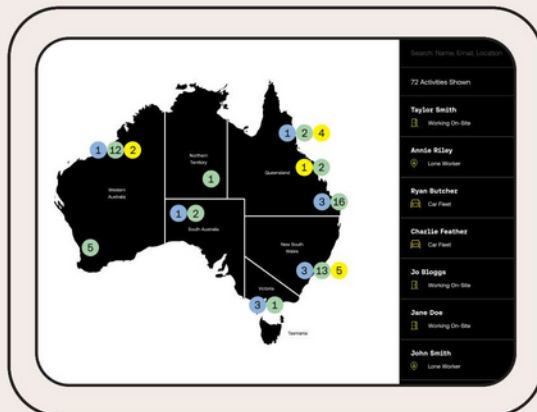 Search: Name, Email, Location
72 Activities Shown
Taylor Smith
Working On-Site
Annie Riley
Lone Worker
Ryan Butcher
Car Fleet
Charlie Feather
Car Fleet
Jo Bloggs
Working On-Site
Jane Doe
Working On-Site
John Smith
Lone Worker
1 2 4
1 12 2
Northern
Territory
1
1 2
Queensland
Western
Australia
3 16
1 2
South Australia
5
New South
Wales
3 13 5
Victoria
3 1
Tasmania